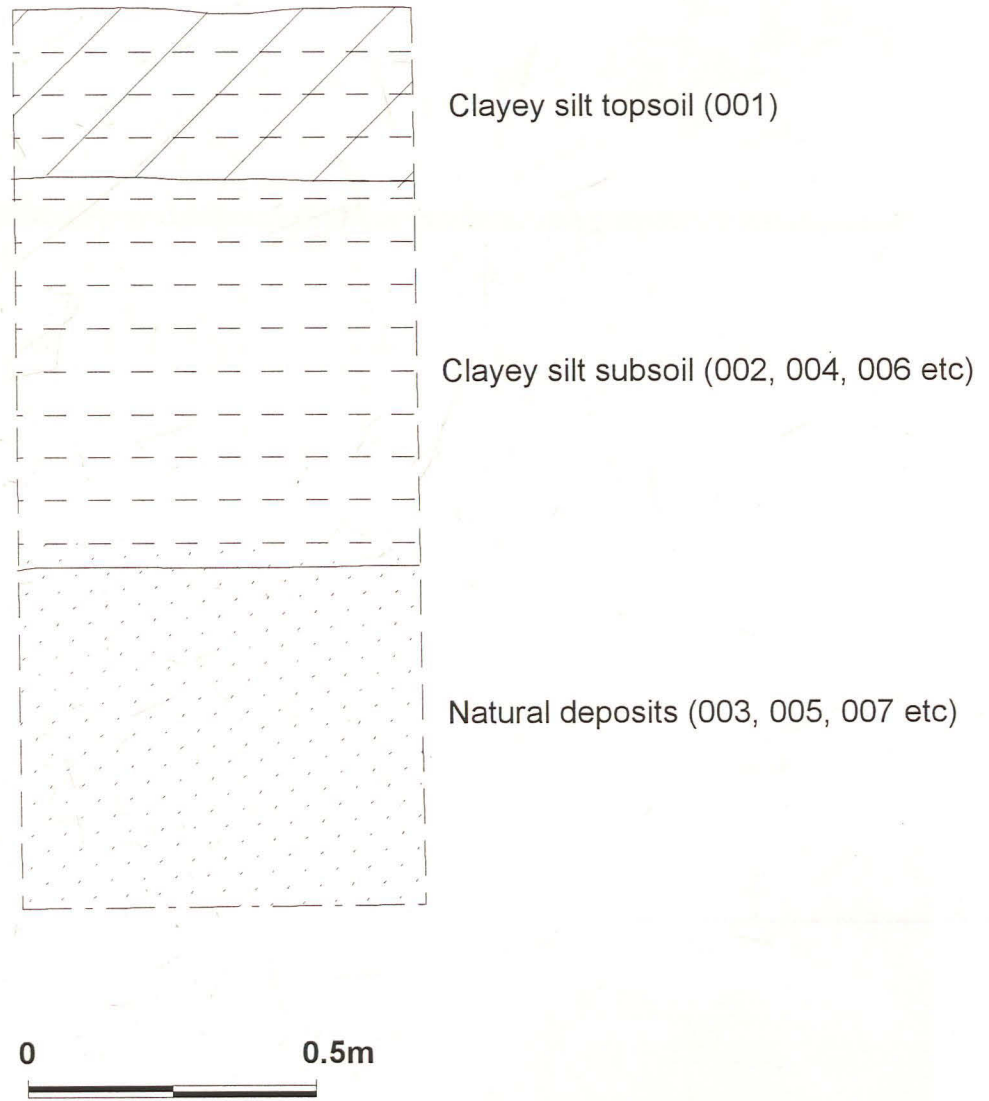 Clayey silt topsoil (001)
Clayey silt subsoil (002, 004, 006 etc)
Natural deposits (003, 005, 007 etc)
0 0.5m